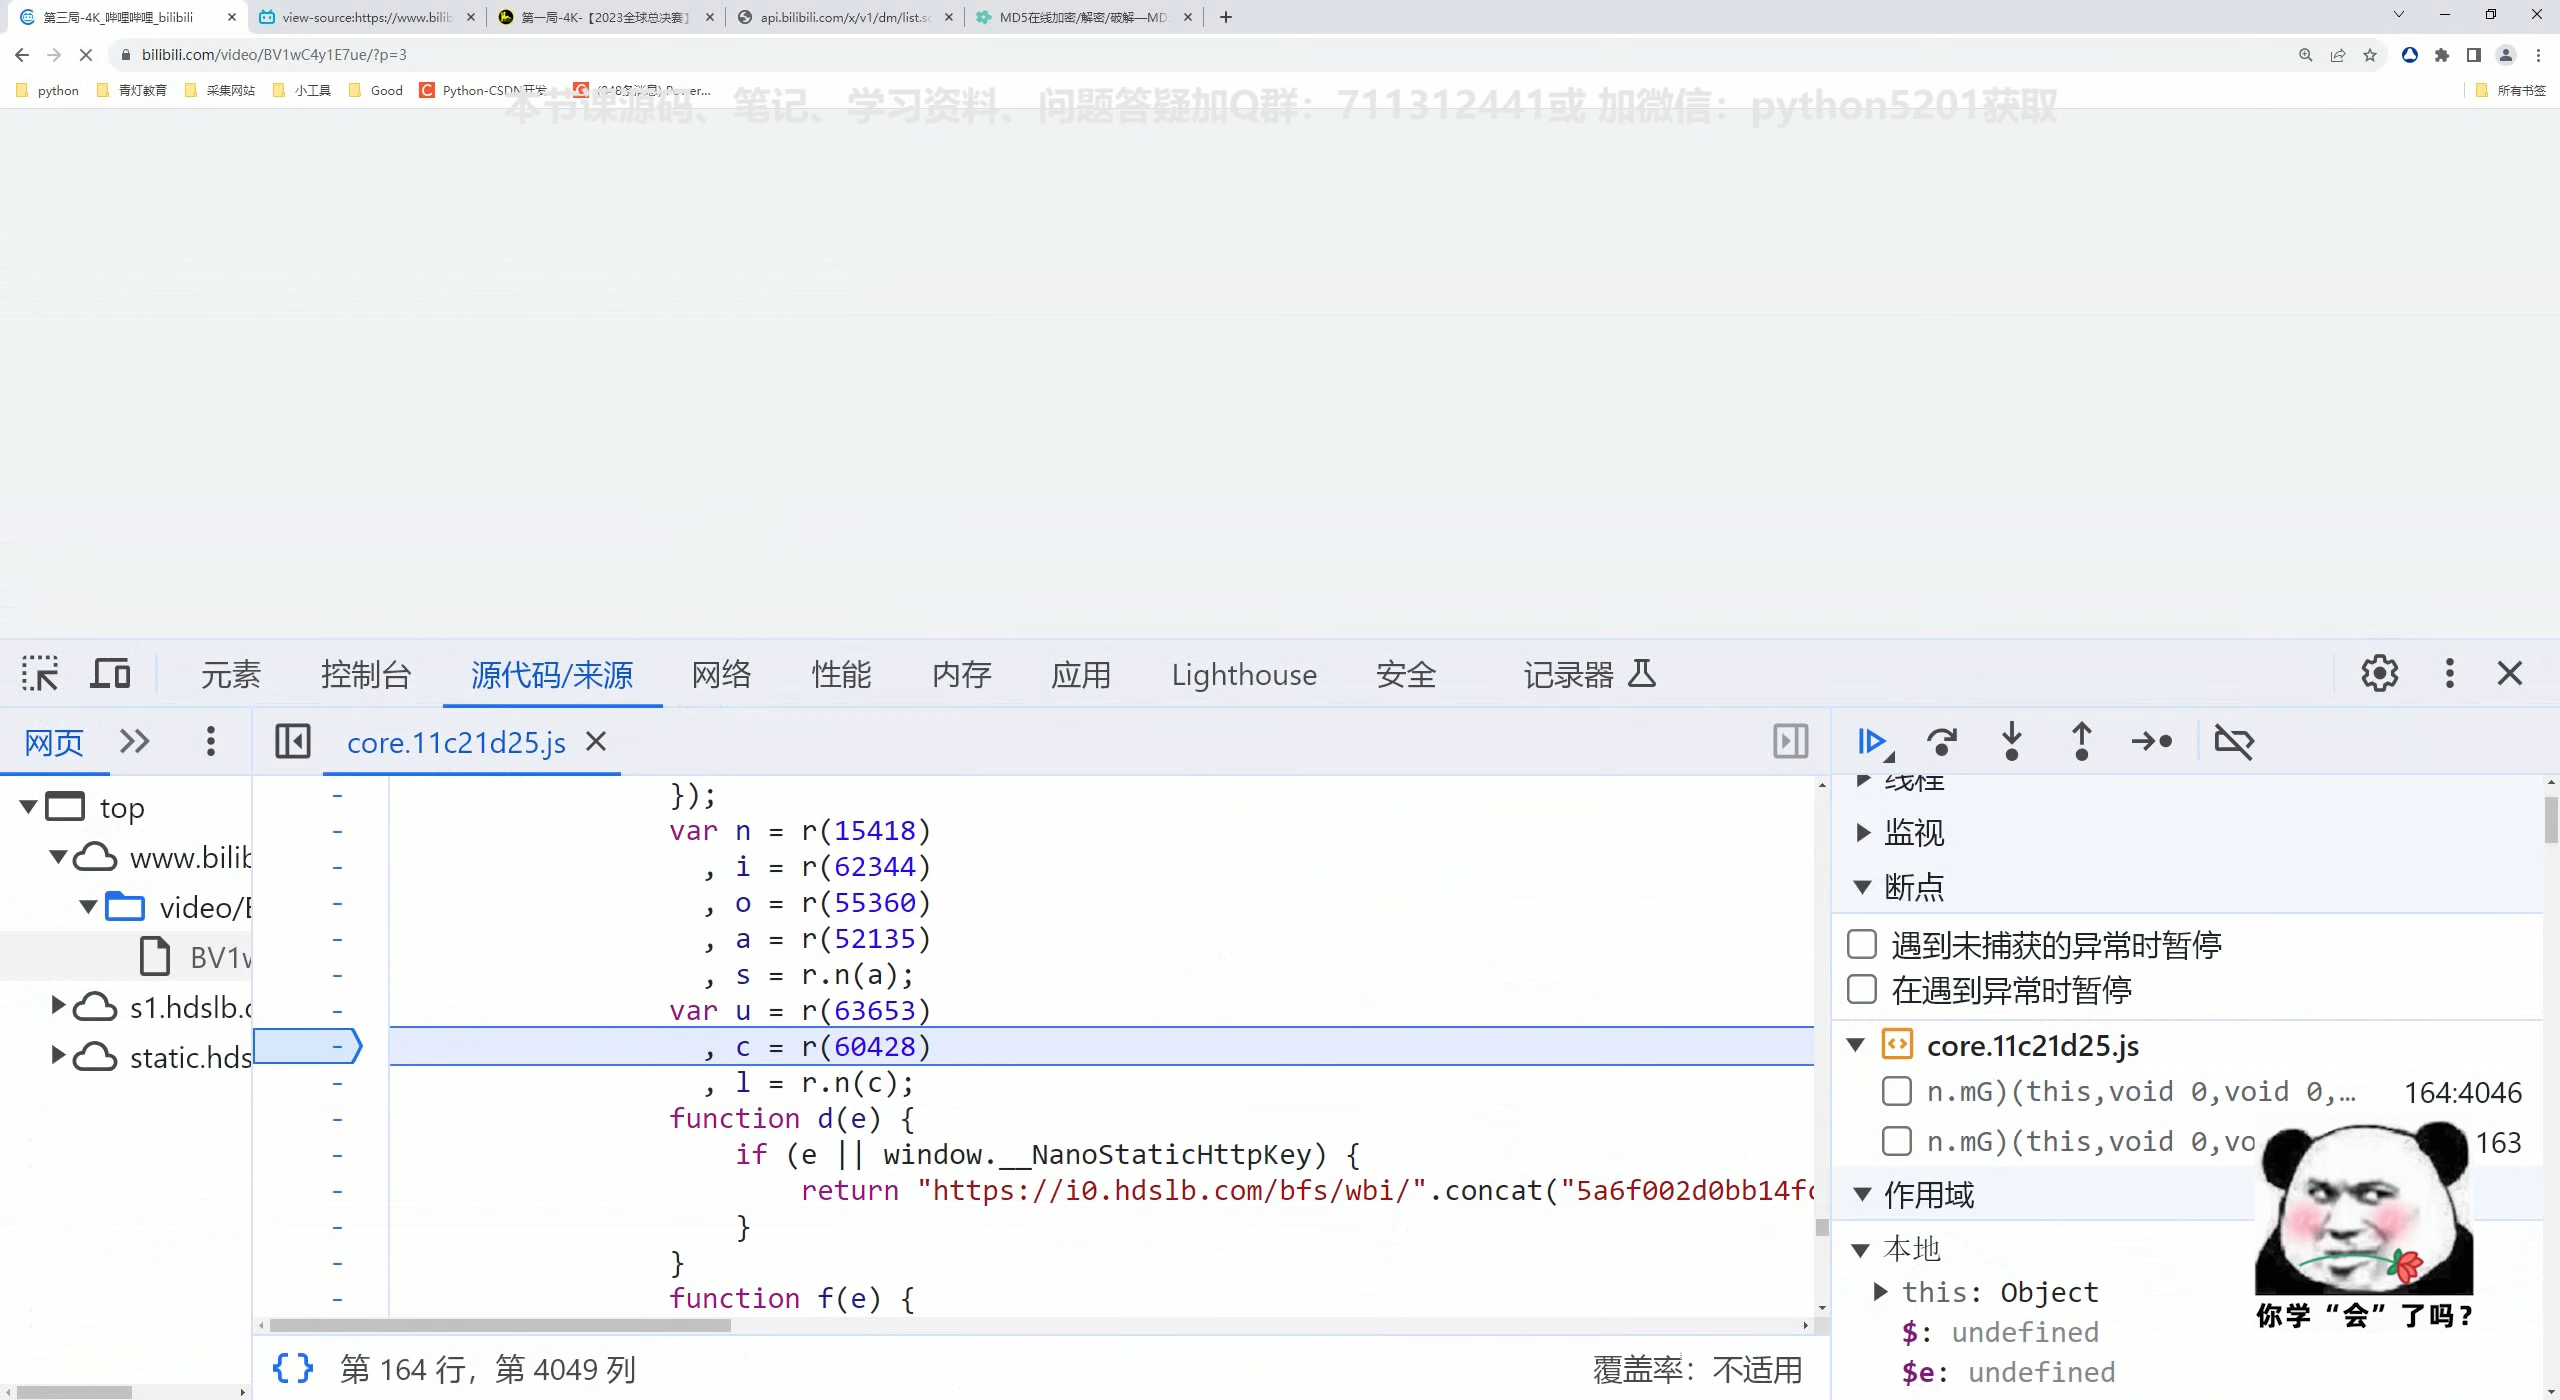 第三局-4K_哔哩哔哩_bilibili
view-source:https://www.bilib
第一局-4K-【2023全球总决赛】
api.bilibili.com/x/v1/dm/list.so
MD5在线加密/解密/破解—MD
bilibili.com/video/BV1wC4y1E7ue/?p=3
python 青灯教育 采集网站 小工具 Good Python-CSDN开发 所有书签
本节课源码、笔记、学习资料、问题答疑加Q群：711312441或 加微信：python5201获取
元素 控制台 源代码/来源 网络 性能 内存 应用 Lighthouse 安全 记录器
网页
core.11c21d25.js
top
www.bilib
video/B
BV1w
s1.hdslb.c
static.hds
});
var n = r(15418)
, i = r(62344)
, o = r(55360)
, a = r(52135)
, s = r.n(a);
var u = r(63653)
, c = r(60428)
, l = r.n(c);
function d(e) {
if (e || window.__NanoStaticHttpKey) {
return "https://i0.hdslb.com/bfs/wbi/".concat("5a6f002d0bb14fc
}
}
function f(e) {
{} 第 164 行，第 4049 列
覆盖率：不适用
线程
监视
断点
遇到未捕获的异常时暂停
在遇到异常时暂停
core.11c21d25.js
n.mG)(this,void 0,void 0,… 164:4046
n.mG)(this,void 0,vo 163
作用域
本地
this: Object
$: undefined
$e: undefined
你学“会”了吗？